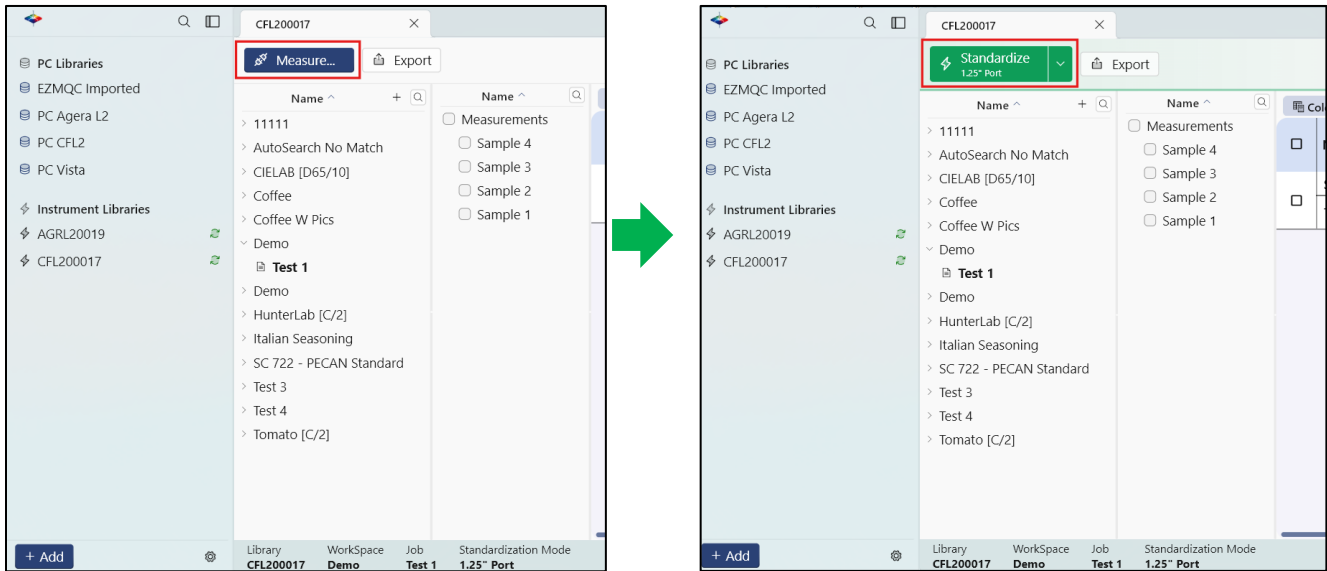 CFL200017
Measure...
Export
PC Libraries
EZMQC Imported
PC Agera L2
PC CFL2
PC Vista
Instrument Libraries
AGRL20019
CFL200017
Name
+
Name
11111
AutoSearch No Match
CIELAB [D65/10]
Coffee
Coffee W Pics
Demo
Test 1
Demo
HunterLab [C/2]
Italian Seasoning
SC 722 - PECAN Standard
Test 3
Test 4
Tomato [C/2]
Measurements
Sample 4
Sample 3
Sample 2
Sample 1
+ Add
Library WorkSpace Job Standardization Mode
CFL200017 Demo Test 1 1.25" Port
CFL200017
Standardize
1.25" Port
Export
PC Libraries
EZMQC Imported
PC Agera L2
PC CFL2
PC Vista
Instrument Libraries
AGRL20019
CFL200017
Name
+
Name
11111
AutoSearch No Match
CIELAB [D65/10]
Coffee
Coffee W Pics
Demo
Test 1
Demo
HunterLab [C/2]
Italian Seasoning
SC 722 - PECAN Standard
Test 3
Test 4
Tomato [C/2]
Measurements
Sample 4
Sample 3
Sample 2
Sample 1
Col
+ Add
Library WorkSpace Job Standardization Mode
CFL200017 Demo Test 1 1.25" Port